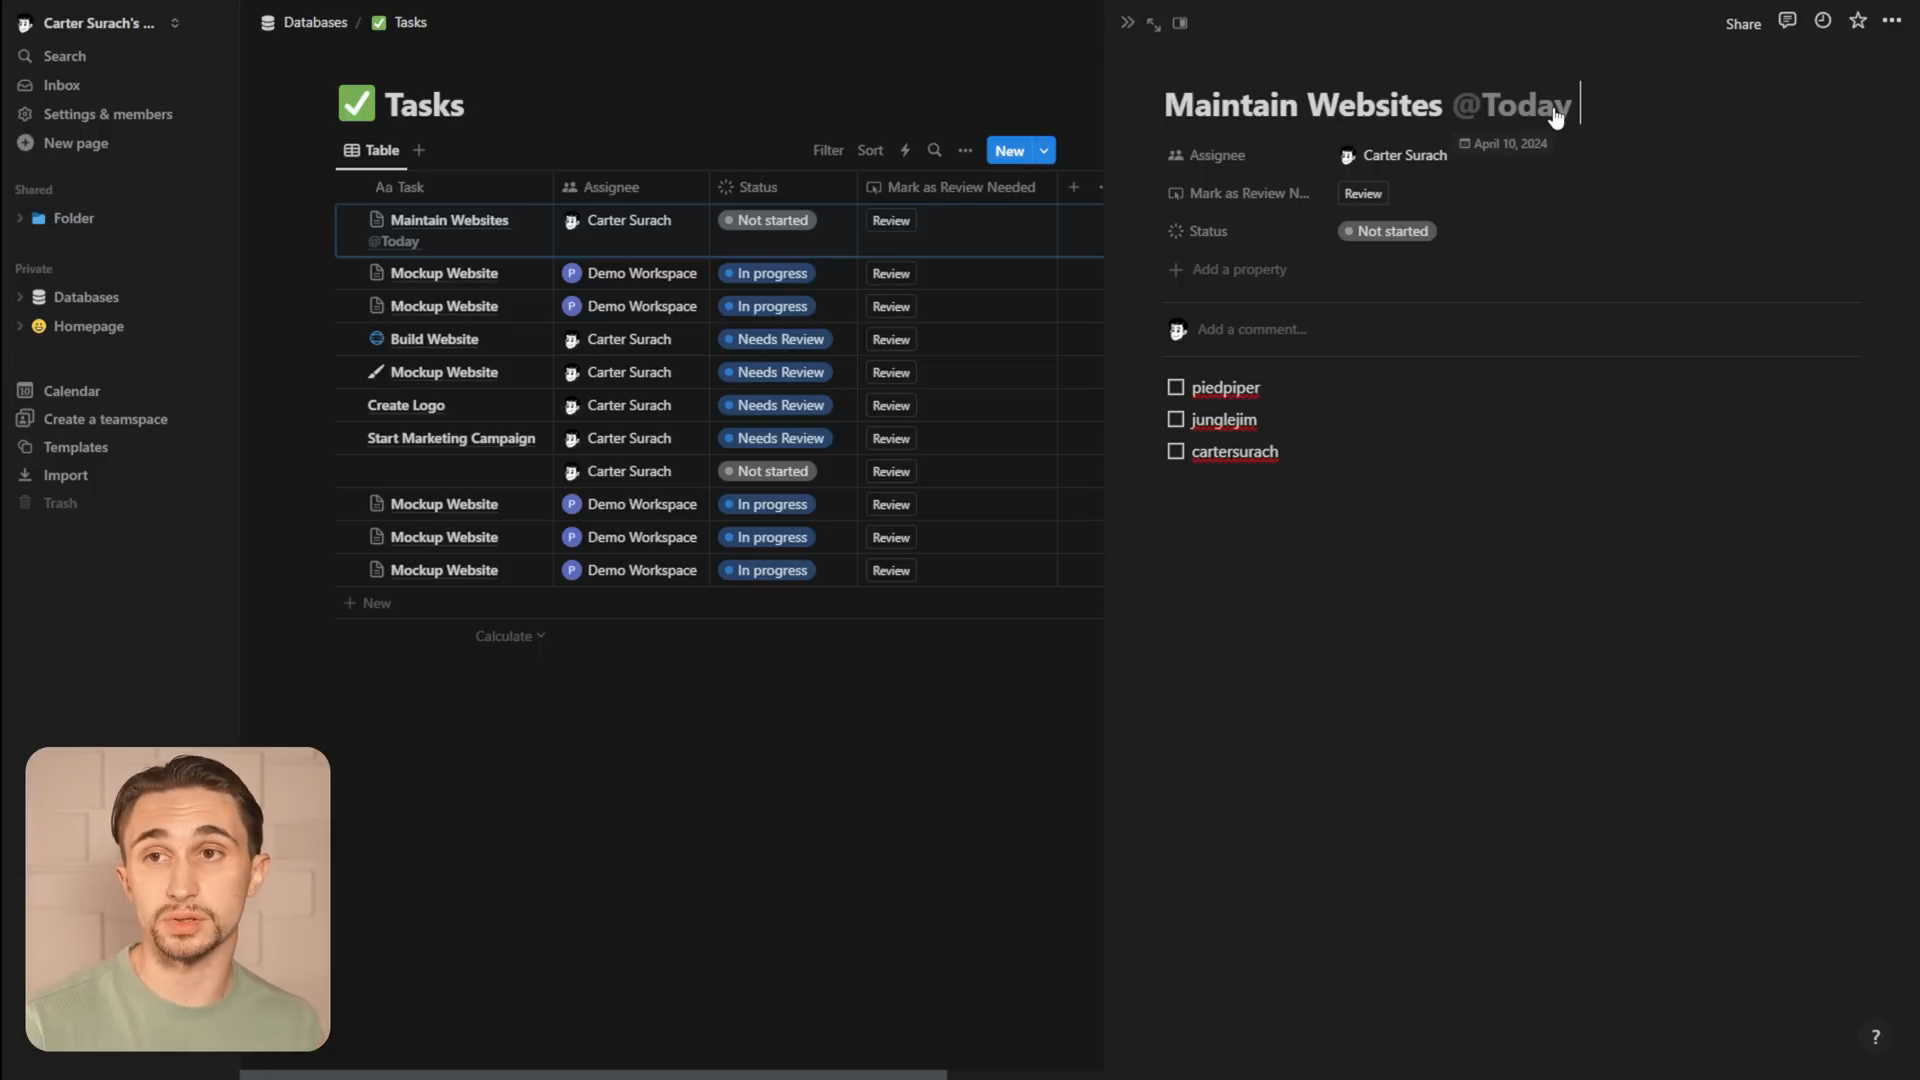 Carter Surach's ...
Search
Inbox
Settings & members
New page
Shared
Folder
Private
Databases
Homepage
10
Calendar
Create a teamspace
Templates
Import
Trash
Databases / Tasks
Tasks
Table
Filter Sort New
Aa Task Assignee Status Mark as Review Needed
Maintain Websites Carter Surach Not started Review
@Today
Mockup Website P Demo Workspace In progress Review
Mockup Website P Demo Workspace In progress Review
Build Website Carter Surach Needs Review Review
Mockup Website Carter Surach Needs Review Review
Create Logo Carter Surach Needs Review Review
Start Marketing Campaign Carter Surach Needs Review Review
Carter Surach Not started Review
Mockup Website P Demo Workspace In progress Review
Mockup Website P Demo Workspace In progress Review
Mockup Website P Demo Workspace In progress Review
+ New
Calculate
Share
Maintain Websites @Today
April 10, 2024
Assignee Carter Surach
Mark as Review N... Review
Status Not started
+ Add a property
Add a comment...
piedpiper
junglejim
cartersurach
?